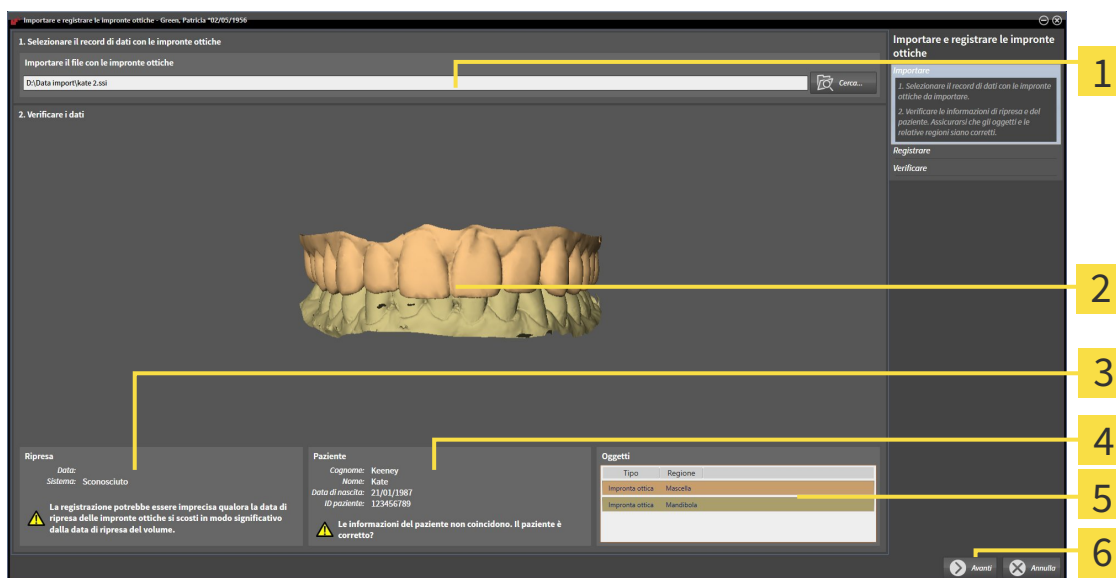 Importare e registrare le impronte ottiche - Green, Patricia *02/05/1956
1. Selezionare il record di dati con le impronte ottiche
Importare il file con le impronte ottiche
D:\Data import\kate 2.ssi
Cerca...
2. Verificare i dati
Ripresa
Data:
Sistema: Sconosciuto
La registrazione potrebbe essere imprecisa qualora la data di
ripresa delle impronte ottiche si scosti in modo significativo
dalla data di ripresa del volume.
Paziente
Cognome: Keeney
Nome: Kate
Data di nascita: 21/01/1987
ID paziente: 123456789
Le informazioni del paziente non coincidono. Il paziente è
corretto?
Oggetti
Tipo Regione
Impronta ottica Mascella
Impronta ottica Mandibola
Importare e registrare le impronte
ottiche
Importare
1. Selezionare il record di dati con le impronte
ottiche da importare.
2. Verificare le informazioni di ripresa e del
paziente. Assicurarsi che gli oggetti e le
relative regioni siano corretti.
Registrare
Verificare
Avanti
Annulla
1
2
3
4
5
6